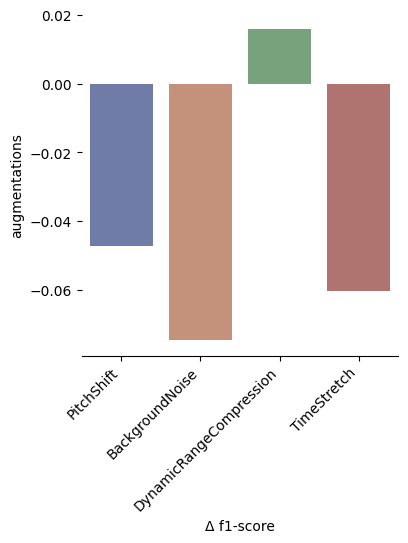 0.02
0.00
−0.02
−0.04
−0.06
augmentations
PitchShift
BackgroundNoise
DynamicRangeCompression
TimeStretch
Δ f1-score